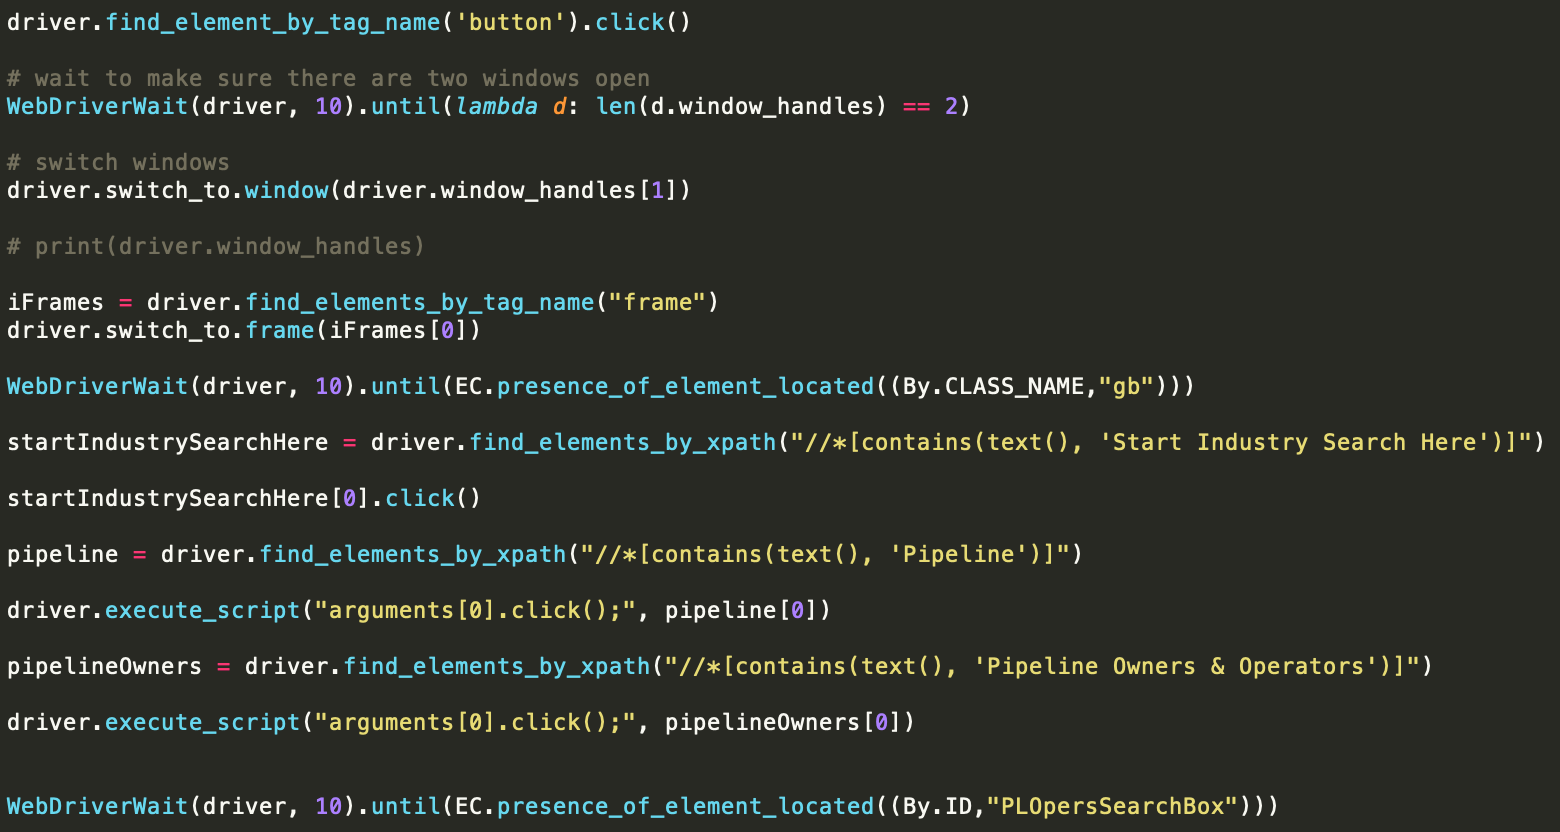 driver.find_element_by_tag_name('button').click()
# wait to make sure there are two windows open
WebDriverWait(driver, 10).until(lambda d: len(d.window_handles) == 2)
# switch windows
driver.switch_to.window(driver.window_handles[1])
# print(driver.window_handles)
iFrames = driver.find_elements_by_tag_name("frame")
driver.switch_to.frame(iFrames[0])
WebDriverWait(driver, 10).until(EC.presence_of_element_located((By.CLASS_NAME,"gb")))
startIndustrySearchHere = driver.find_elements_by_xpath("//*[contains(text(), 'Start Industry Search Here')]")
startIndustrySearchHere[0].click()
pipeline = driver.find_elements_by_xpath("//*[contains(text(), 'Pipeline')]")
driver.execute_script("arguments[0].click();", pipeline[0])
pipelineOwners = driver.find_elements_by_xpath("//*[contains(text(), 'Pipeline Owners & Operators')]")
driver.execute_script("arguments[0].click();", pipelineOwners[0])
WebDriverWait(driver, 10).until(EC.presence_of_element_located((By.ID,"PLOpersSearchBox")))